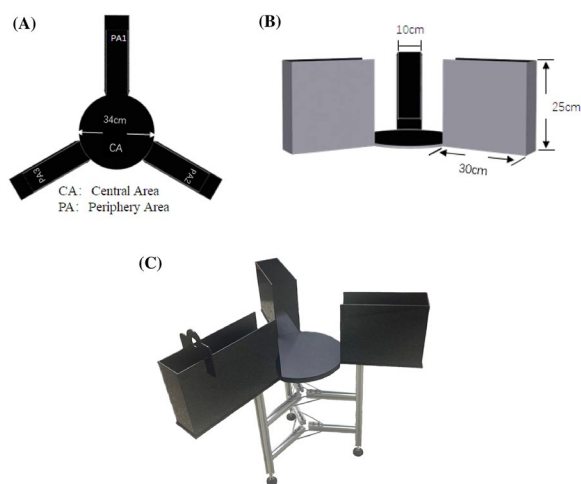 (A)
PA1
34cm
CA
PA3
PA2
CA: Central Area
PA: Periphery Area
(B)
10cm
25cm
30cm
(C)